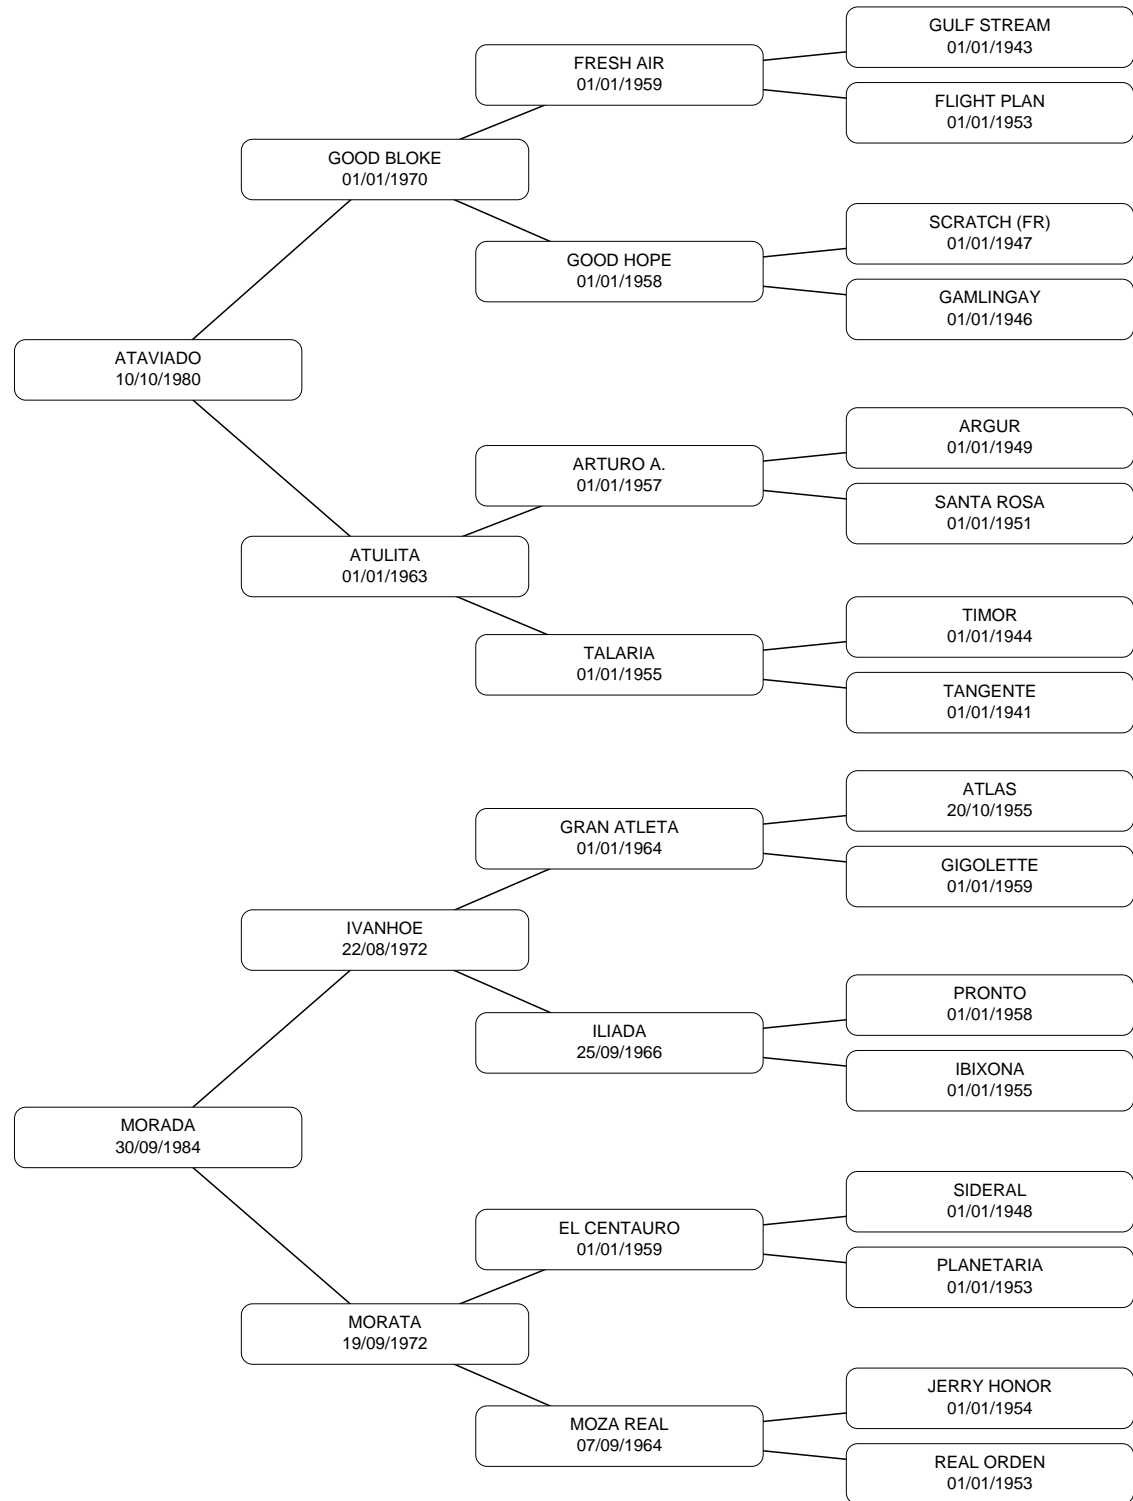 GULF STREAM
01/01/1943
FRESH AIR
01/01/1959
FLIGHT PLAN
01/01/1953
GOOD BLOKE
01/01/1970
SCRATCH (FR)
01/01/1947
GOOD HOPE
01/01/1958
GAMLINGAY
01/01/1946
ATAVIADO
10/10/1980
ARGUR
01/01/1949
ARTURO A.
01/01/1957
SANTA ROSA
01/01/1951
ATULITA
01/01/1963
TIMOR
01/01/1944
TALARIA
01/01/1955
TANGENTE
01/01/1941
ATLAS
20/10/1955
GRAN ATLETA
01/01/1964
GIGOLETTE
01/01/1959
IVANHOE
22/08/1972
PRONTO
01/01/1958
ILIADA
25/09/1966
IBIXONA
01/01/1955
MORADA
30/09/1984
SIDERAL
01/01/1948
EL CENTAURO
01/01/1959
PLANETARIA
01/01/1953
MORATA
19/09/1972
JERRY HONOR
01/01/1954
MOZA REAL
07/09/1964
REAL ORDEN
01/01/1953